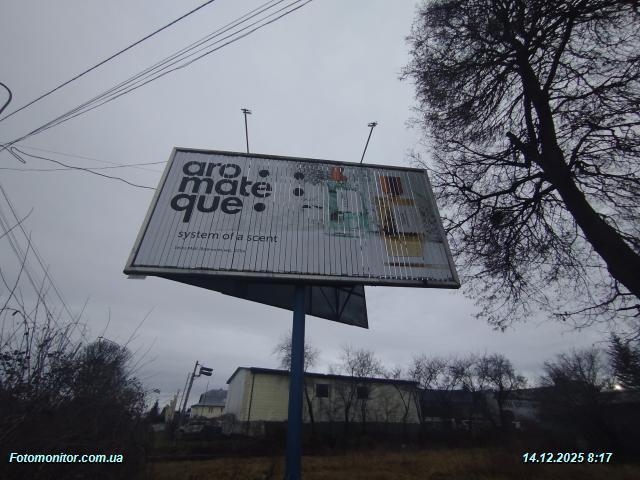 aro
mate
que
system of a scent
Fotomonitor.com.ua
14.12.2025 8:17